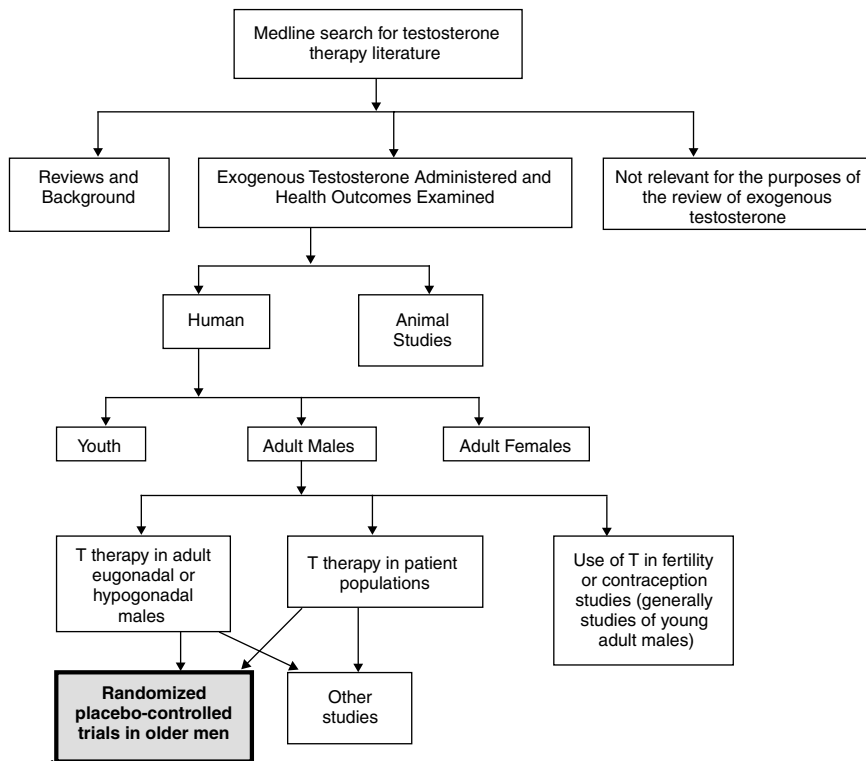 Medline search for testosterone
therapy literature
Reviews and
Background
Exogenous Testosterone Administered and
Health Outcomes Examined
Not relevant for the purposes of
the review of exogenous
testosterone
Human
Animal
Studies
Youth
Adult Males
Adult Females
T therapy in adult
eugonadal or
hypogonadal
males
T therapy in patient
populations
Use of T in fertility
or contraception
studies (generally
studies of young
adult males)
Randomized
placebo-controlled
trials in older men
Other
studies